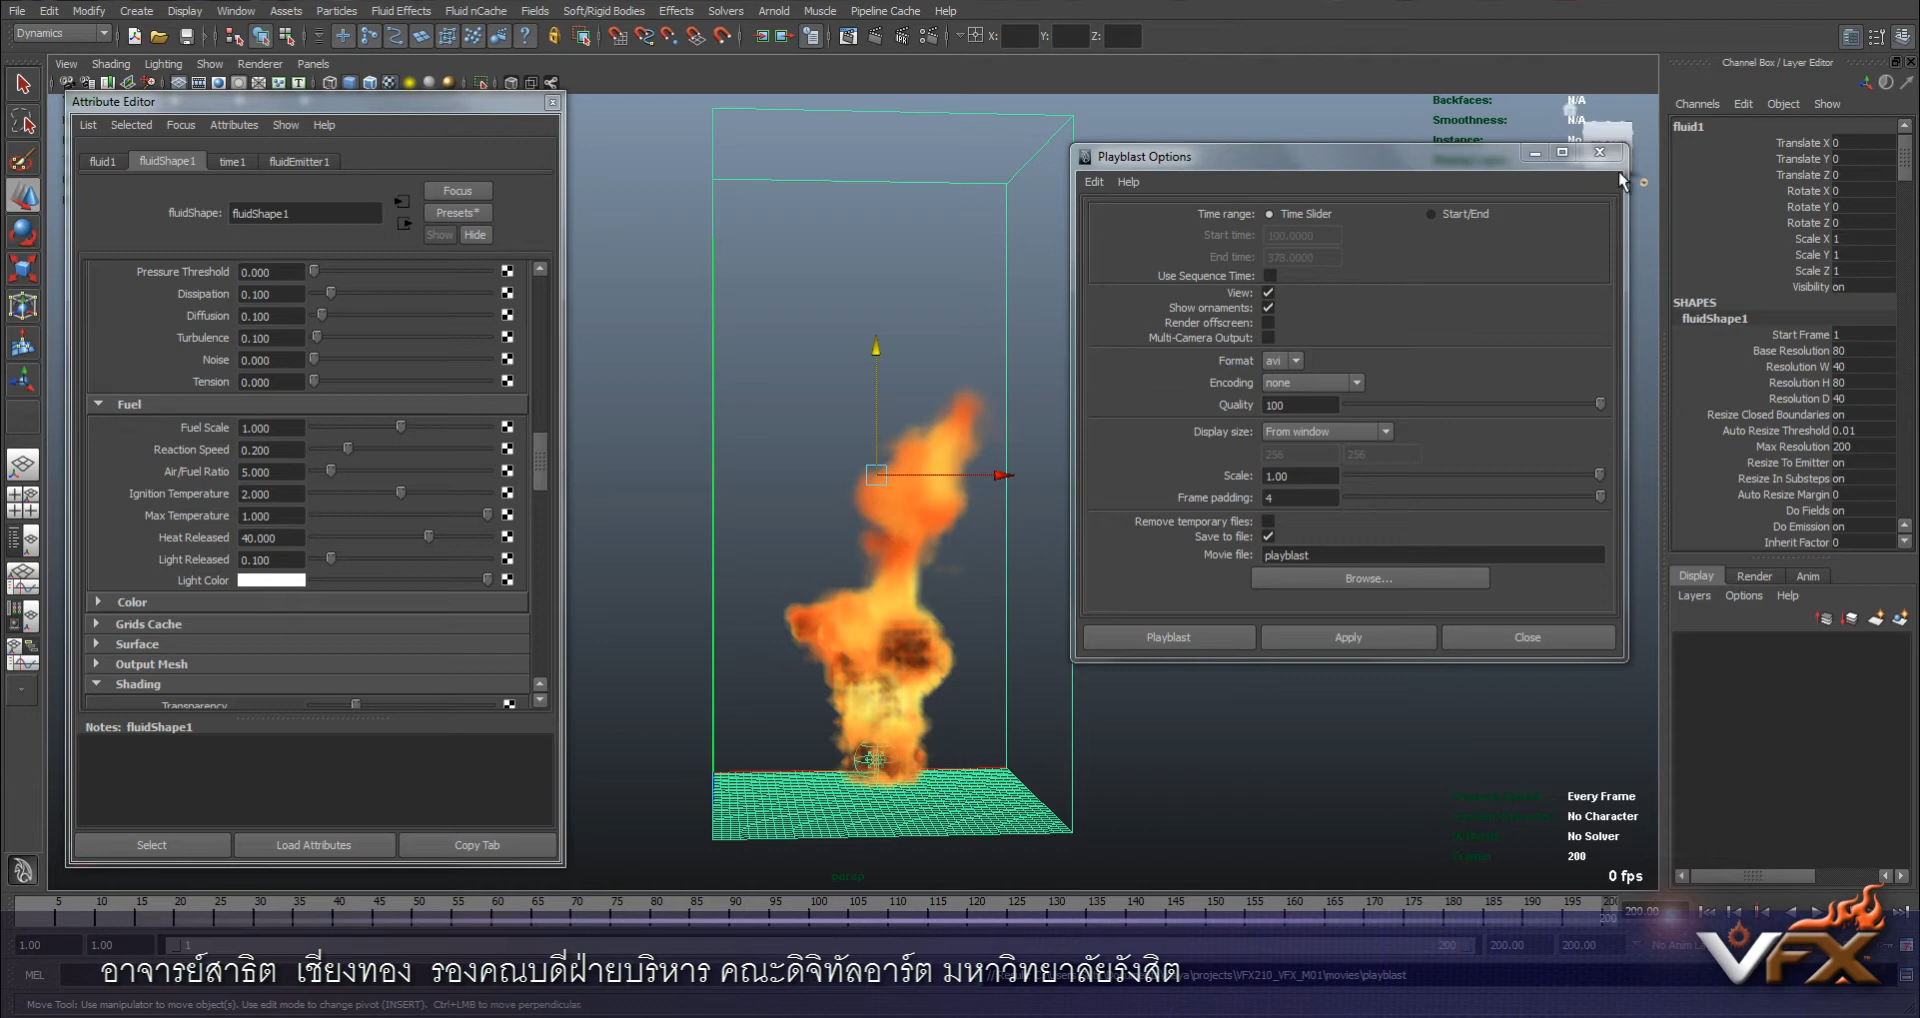 File Edit Modify Create Display Window Assets Particles Fluid Effects Fluid nCache Fields Soft/Rigid Bodies Effects Solvers Arnold Muscle Pipeline Cache Help
Dynamics X: Y: Z:
View Shading Lighting Show Renderer Panels
Attribute Editor
List Selected Focus Attributes Show Help
fluid1 fluidShape1 time1 fluidEmitter1
fluidShape: fluidShape1
Focus
Presets*
Show Hide
Pressure Threshold 0.000
Dissipation 0.100
Diffusion 0.100
Turbulence 0.100
Noise 0.000
Tension 0.000
Fuel
Fuel Scale 1.000
Reaction Speed 0.200
Air/Fuel Ratio 5.000
Ignition Temperature 2.000
Max Temperature 1.000
Heat Released 40.000
Light Released 0.100
Light Color
Color
Grids Cache
Surface
Output Mesh
Shading
Transparency
Notes: fluidShape1
Select Load Attributes Copy Tab
Backfaces: N/A
Smoothness: N/A
Instance: No
Playblast Options
Edit Help
Time range: Time Slider Start/End
Start time: 100.0000
End time: 378.0000
Use Sequence Time:
View:
Show ornaments:
Render offscreen:
Multi-Camera Output:
Format avi
Encoding none
Quality 100
Display size: From window
256 256
Scale: 1.00
Frame padding: 4
Remove temporary files:
Save to file:
Movie file: playblast
Browse...
Playblast Apply Close
Every Frame
No Character
No Solver
Frame: 200
0 fps
persp
Channel Box / Layer Editor
Channels Edit Object Show
fluid1
Translate X 0
Translate Y 0
Translate Z 0
Rotate X 0
Rotate Y 0
Rotate Z 0
Scale X 1
Scale Y 1
Scale Z 1
Visibility on
SHAPES
fluidShape1
Start Frame 1
Base Resolution 80
Resolution W 40
Resolution H 80
Resolution D 40
Resize Closed Boundaries on
Auto Resize Threshold 0.01
Max Resolution 200
Resize To Emitter on
Resize In Substeps on
Auto Resize Margin 0
Do Fields on
Do Emission on
Inherit Factor 0
Display Render Anim
Layers Options Help
5 10 15 20 25 30 35 40 45 50 55 60 65 70 75 80 85 90 95 100 105 110 115 120 125 130 135 140 145 150 155 160 165 170 175 180 185 190 195 200
200 200.00
1.00 1.00 1 200 200.00 200.00 No Anim La
MEL อาจารย์สาธิต เชียงทอง รองคณบดีฝ่ายบริหาร คณะดิจิทัลอาร์ต มหาวิทยาลัยรังสิต \projects\VFX210_VFX_M01\movies\playblast
VFX
Move Tool: Use manipulator to move object(s). Use edit mode to change pivot (INSERT). Ctrl+LMB to move perpendicular.